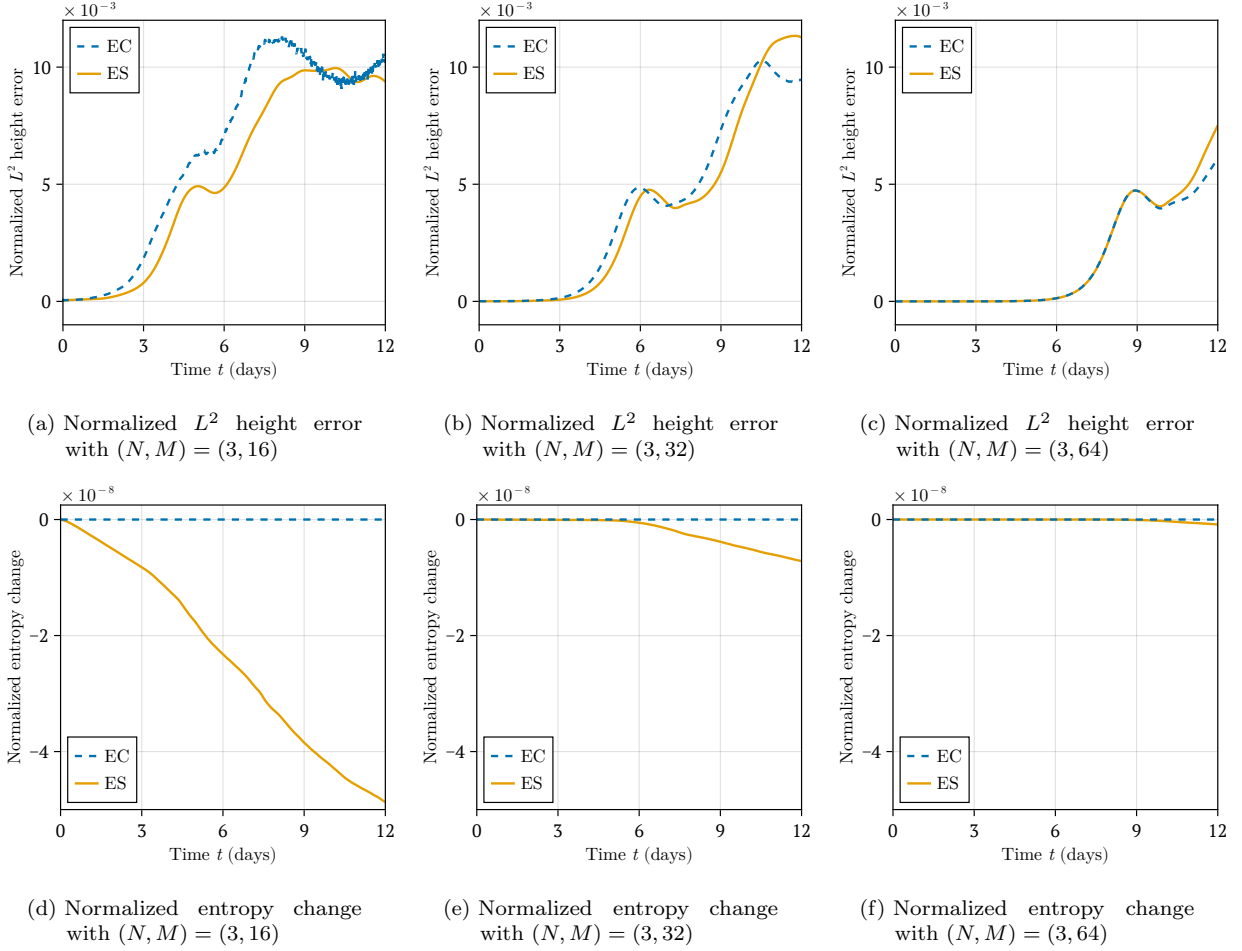 × 10⁻³
EC
ES
10
5
0
0 3 6 9 12
Normalized L² height error
Time t (days)
(a) Normalized L² height error
with (N, M) = (3, 16)
× 10⁻³
EC
ES
10
5
0
0 3 6 9 12
Normalized L² height error
Time t (days)
(b) Normalized L² height error
with (N, M) = (3, 32)
× 10⁻³
EC
ES
10
5
0
0 3 6 9 12
Normalized L² height error
Time t (days)
(c) Normalized L² height error
with (N, M) = (3, 64)
× 10⁻⁸
0
−2
−4
EC
ES
0 3 6 9 12
Normalized entropy change
Time t (days)
(d) Normalized entropy change
with (N, M) = (3, 16)
× 10⁻⁸
0
−2
−4
EC
ES
0 3 6 9 12
Normalized entropy change
Time t (days)
(e) Normalized entropy change
with (N, M) = (3, 32)
× 10⁻⁸
0
−2
−4
EC
ES
0 3 6 9 12
Normalized entropy change
Time t (days)
(f) Normalized entropy change
with (N, M) = (3, 64)